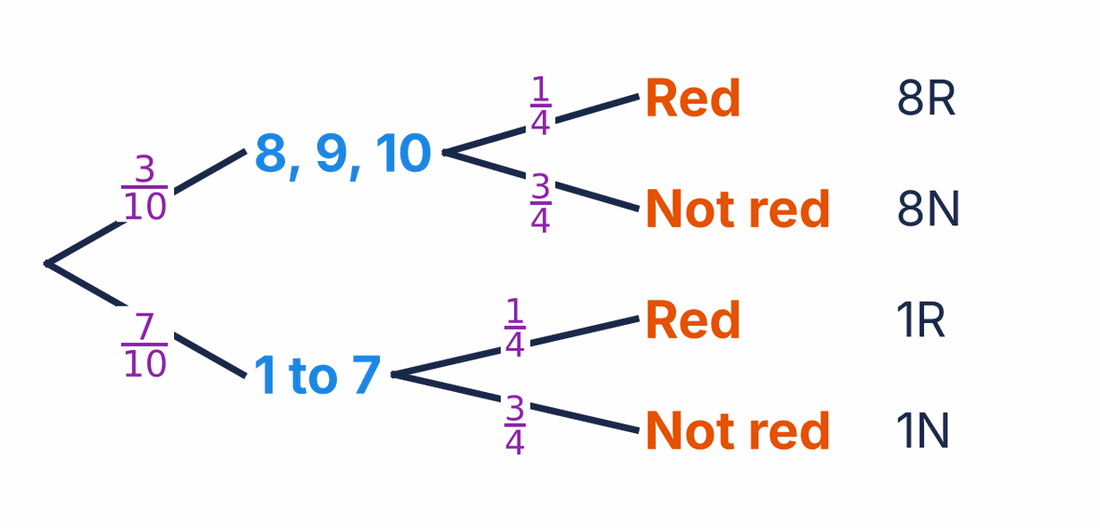 1/4 Red 8R
3/10 8, 9, 10
3/4 Not red 8N
1/4 Red 1R
7/10 1 to 7
3/4 Not red 1N